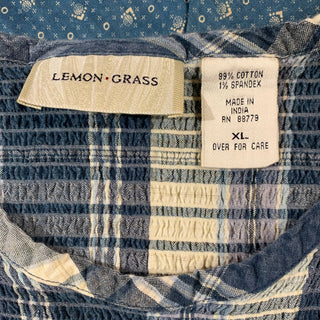 LEMON · GRASS
99% COTTON
1% SPANDEX
MADE IN
INDIA
RN 88779
XL
OVER FOR CARE